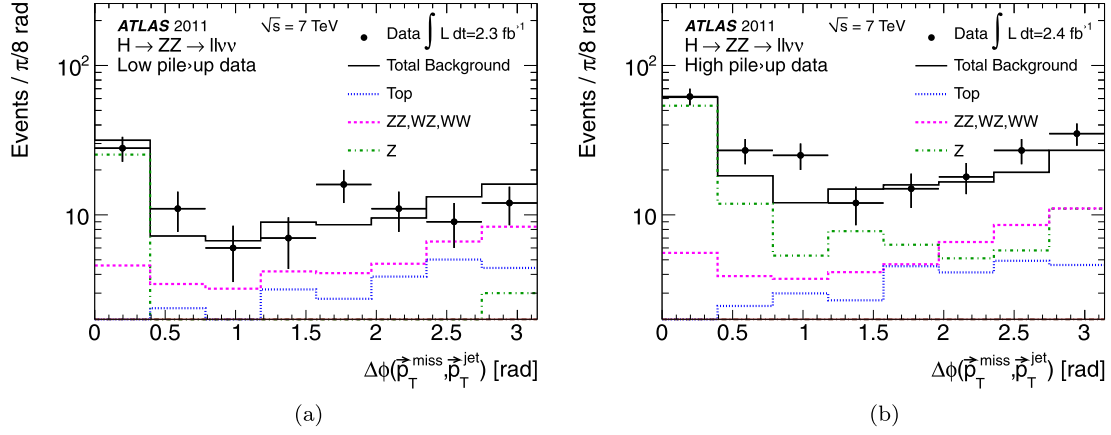 Events / π/8 rad
10²
10
ATLAS 2011
√s = 7 TeV
H → ZZ → llνν
Low pile-up data
Data ∫ L dt=2.3 fb⁻¹
Total Background
Top
ZZ,WZ,WW
Z
0 0.5 1 1.5 2 2.5 3
Δϕ(p⃗_T^miss,p⃗_T^jet) [rad]
(a)
Events / π/8 rad
10²
10
ATLAS 2011
√s = 7 TeV
H → ZZ → llνν
High pile-up data
Data ∫ L dt=2.4 fb⁻¹
Total Background
Top
ZZ,WZ,WW
Z
0 0.5 1 1.5 2 2.5 3
Δϕ(p⃗_T^miss,p⃗_T^jet) [rad]
(b)